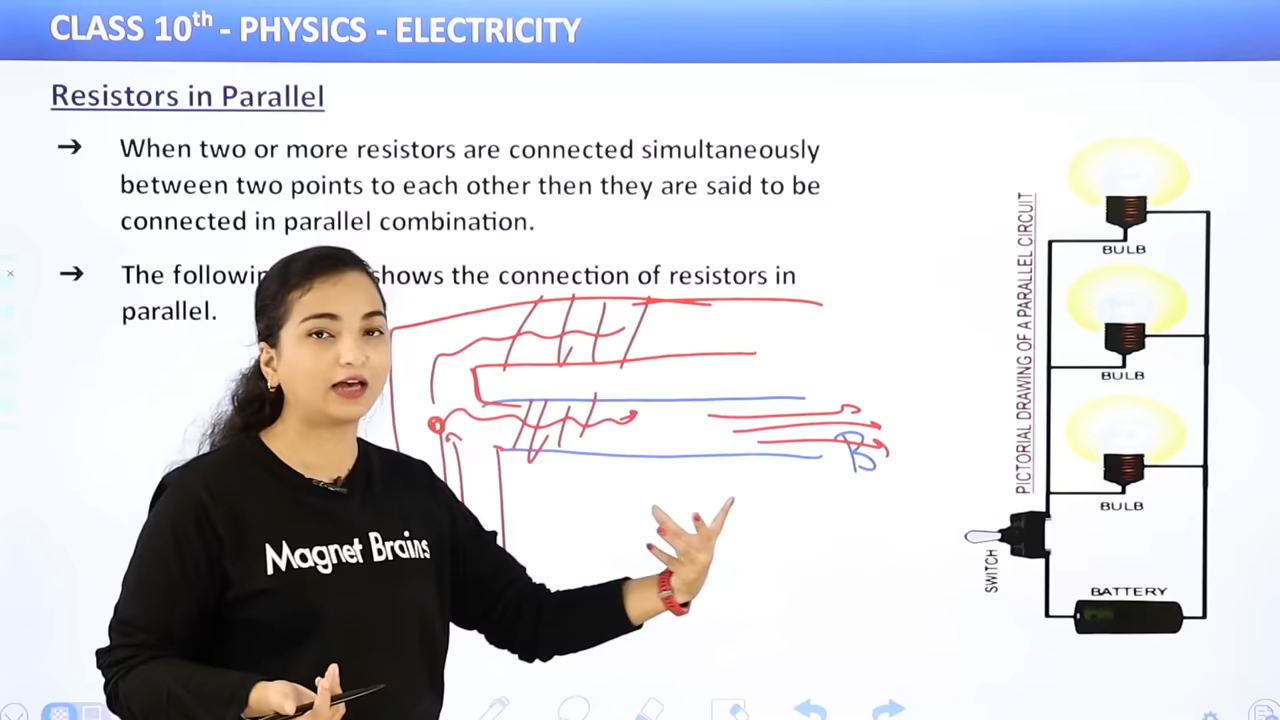 CLASS 10th - PHYSICS - ELECTRICITY
Resistors in Parallel
➔ When two or more resistors are connected simultaneously
between two points to each other then they are said to be
connected in parallel combination.
➔ The following shows the connection of resistors in
parallel.
B
Magnet Brains
PICTORIAL DRAWING OF A PARALLEL CIRCUIT
BULB
BULB
BULB
SWITCH
BATTERY